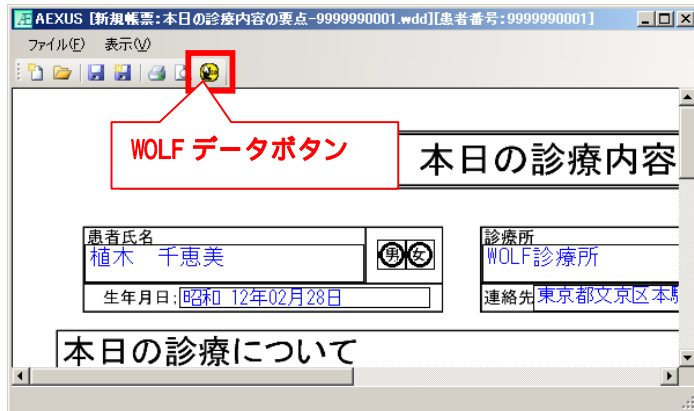 AEXUS [新規帳票:本日の診療内容の要点-9999990001.wdd][患者番号:9999990001]
ファイル(F) 表示(V)
WOLF データボタン
本日の診療内容
患者氏名
植木 千恵美
男 女
診療所
WOLF診療所
生年月日: 昭和 12年02月28日
連絡先 東京都文京区本
本日の診療について